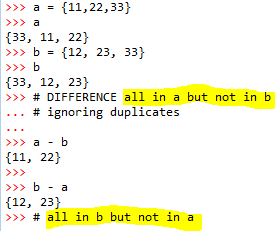 >>> a = {11,22,33}
>>> a
{33, 11, 22}
>>> b = {12, 23, 33}
>>> b
{33, 12, 23}
>>> # DIFFERENCE all in a but not in b
... # ignoring duplicates
...
>>> a - b
{11, 22}
>>>
>>> b - a
{12, 23}
>>> # all in b but not in a